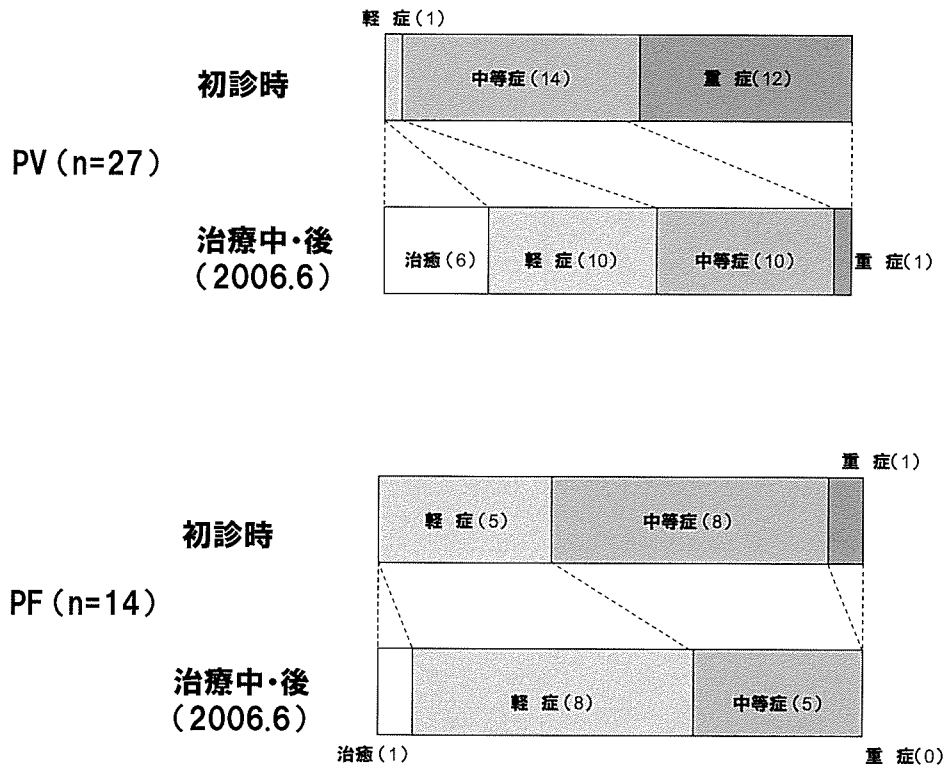 軽 症(1)
初診時
中等症(14)
重 症(12)
PV(n=27)
治療中・後
(2006.6)
治癒(6)
軽 症(10)
中等症(10)
重 症(1)
重 症(1)
初診時
軽 症(5)
中等症(8)
PF(n=14)
治療中・後
(2006.6)
軽 症(8)
中等症(5)
治癒(1)
重 症(0)